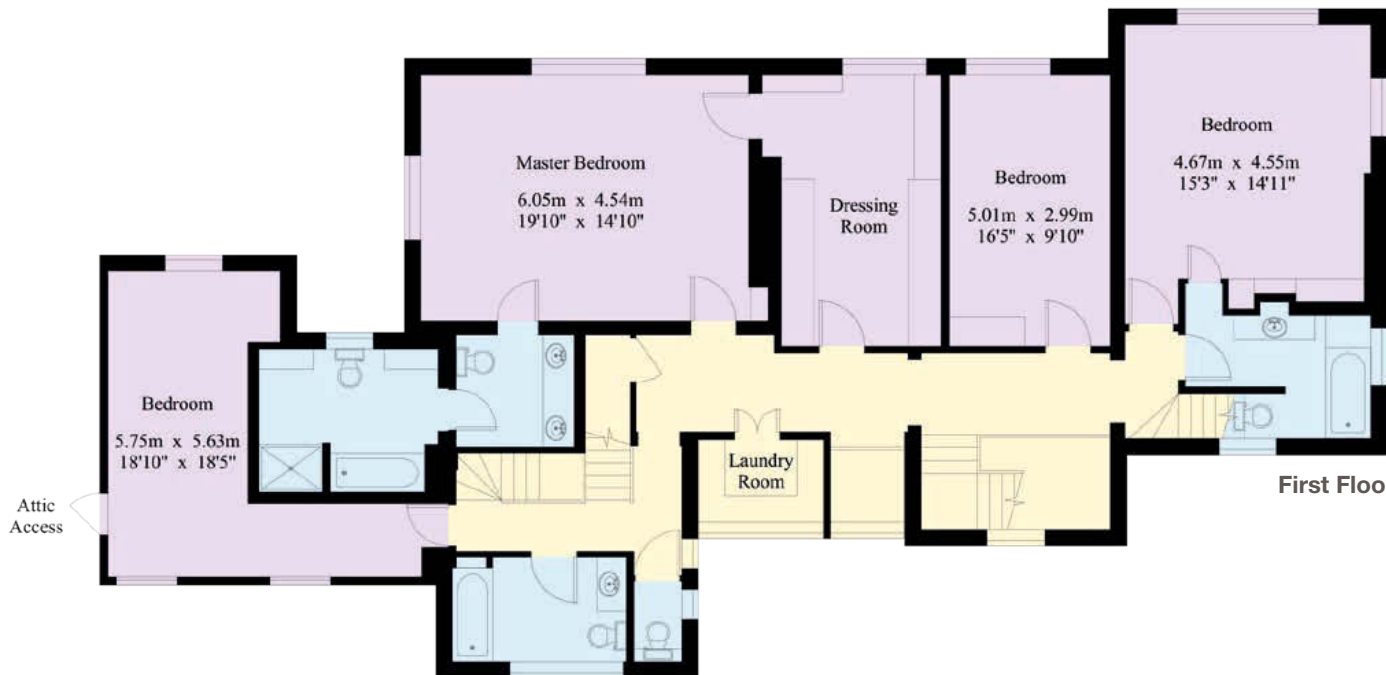 Master Bedroom
6.05m x 4.54m
19'10" x 14'10"
Dressing
Room
Bedroom
5.01m x 2.99m
16'5" x 9'10"
Bedroom
4.67m x 4.55m
15'3" x 14'11"
Bedroom
5.75m x 5.63m
18'10" x 18'5"
Attic
Access
Laundry
Room
First Floo